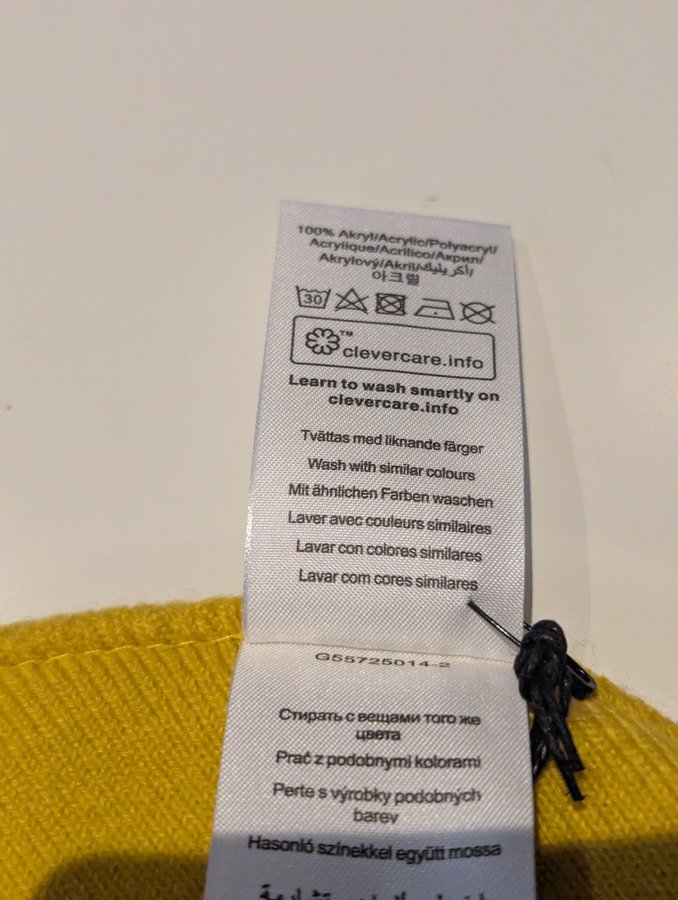 100% Akryl/Acrylic/Polyacryl/
Acrylique/Acrilico/Акрил/
Akrylový/Akril/أكريليك/
아크릴
30
™
clevercare.info
Learn to wash smartly on
clevercare.info
Tvättas med liknande färger
Wash with similar colours
Mit ähnlichen Farben waschen
Laver avec couleurs similaires
Lavar con colores similares
Lavar com cores similares
G55725014-2
Стирать с вещами того же
цвета
Prać z podobnymi kolorami
Perte s výrobky podobných
barev
Hasonló színekkel együtt mossa